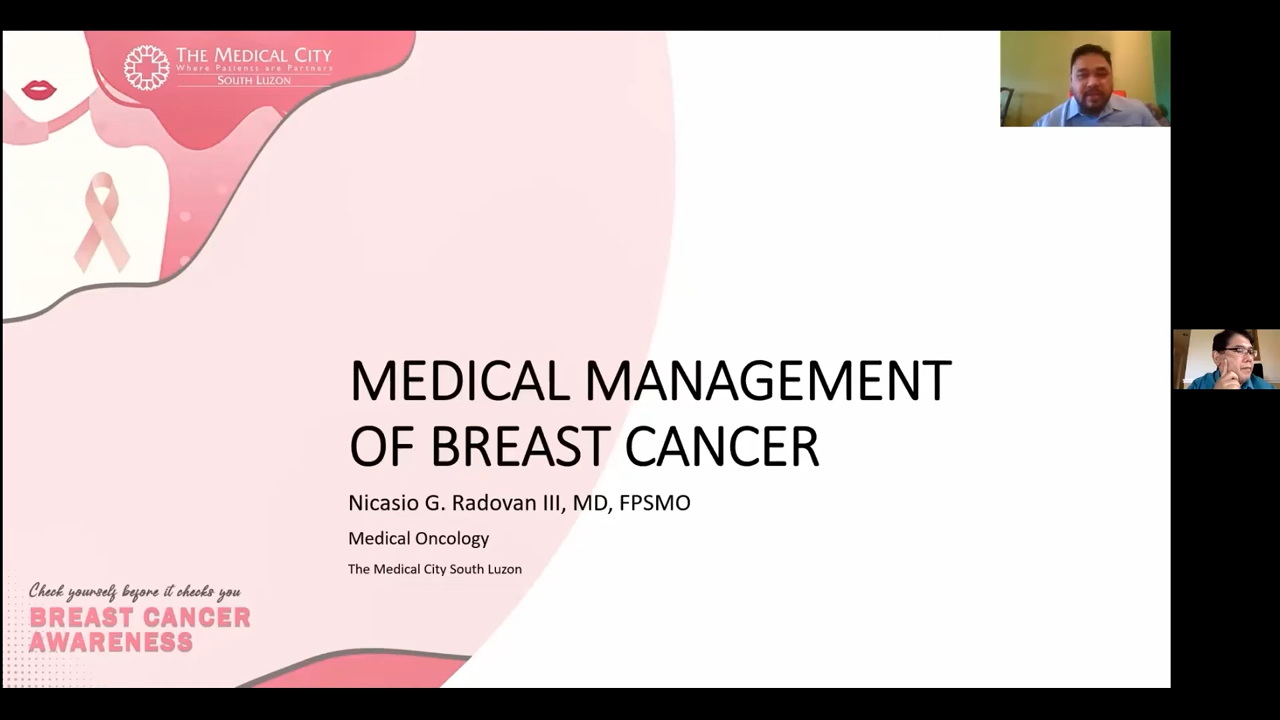 THE MEDICAL CITY
Where Patients are Partners
SOUTH LUZON
MEDICAL MANAGEMENT
OF BREAST CANCER
Nicasio G. Radovan III, MD, FPSMO
Medical Oncology
The Medical City South Luzon
Check yourself before it checks you
BREAST CANCER
AWARENESS